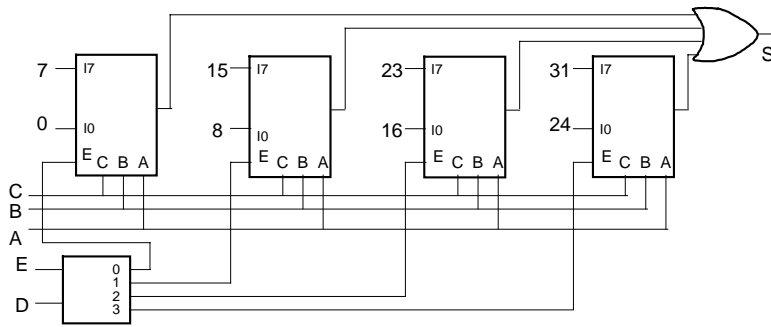 7 I7 15 I7 23 I7 31 I7
S
0 I0 8 I0 16 I0 24 I0
E C B A E C B A E C B A E C B A
C
B
A
E 0
1
D 2
3